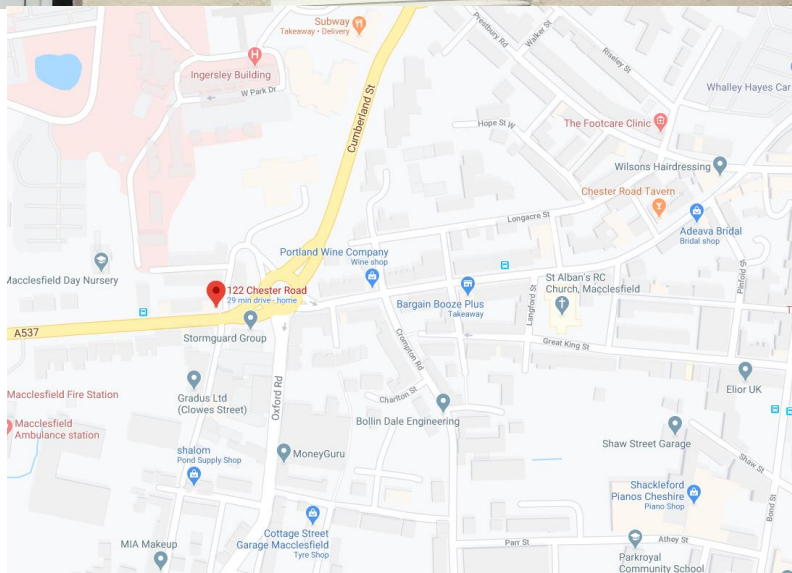 Subway
Takeaway • Delivery
Prestbury Rd
Walker St
Riseley St
Ingersley Building
W Park Dr
Cumberland St
Whalley Hayes Car
Hope St W
The Footcare Clinic
Wilsons Hairdressing
Chester Road Tavern
Longacre St
Adeava Bridal
Bridal shop
Portland Wine Company
Wine shop
Macclesfield Day Nursery
122 Chester Road
29 min drive - home
St Alban's RC
Church, Macclesfield
Pinfold St
Bargain Booze Plus
Takeaway
Langford St
A537
Stormguard Group
Crompton Rd
Great King St
Elior UK
Macclesfield Fire Station
Gradus Ltd
(Clowes Street)
Oxford Rd
Charlton St
Macclesfield
Ambulance station
Bollin Dale Engineering
Shaw Street Garage
shalom
Pond Supply Shop
MoneyGuru
Shaw St
Shackleford
Pianos Cheshire
Piano Shop
Bond St
Cottage Street
Garage Macclesfield
Tyre Shop
MIA Makeup
Parr St
Athey St
Parkroyal
Community School